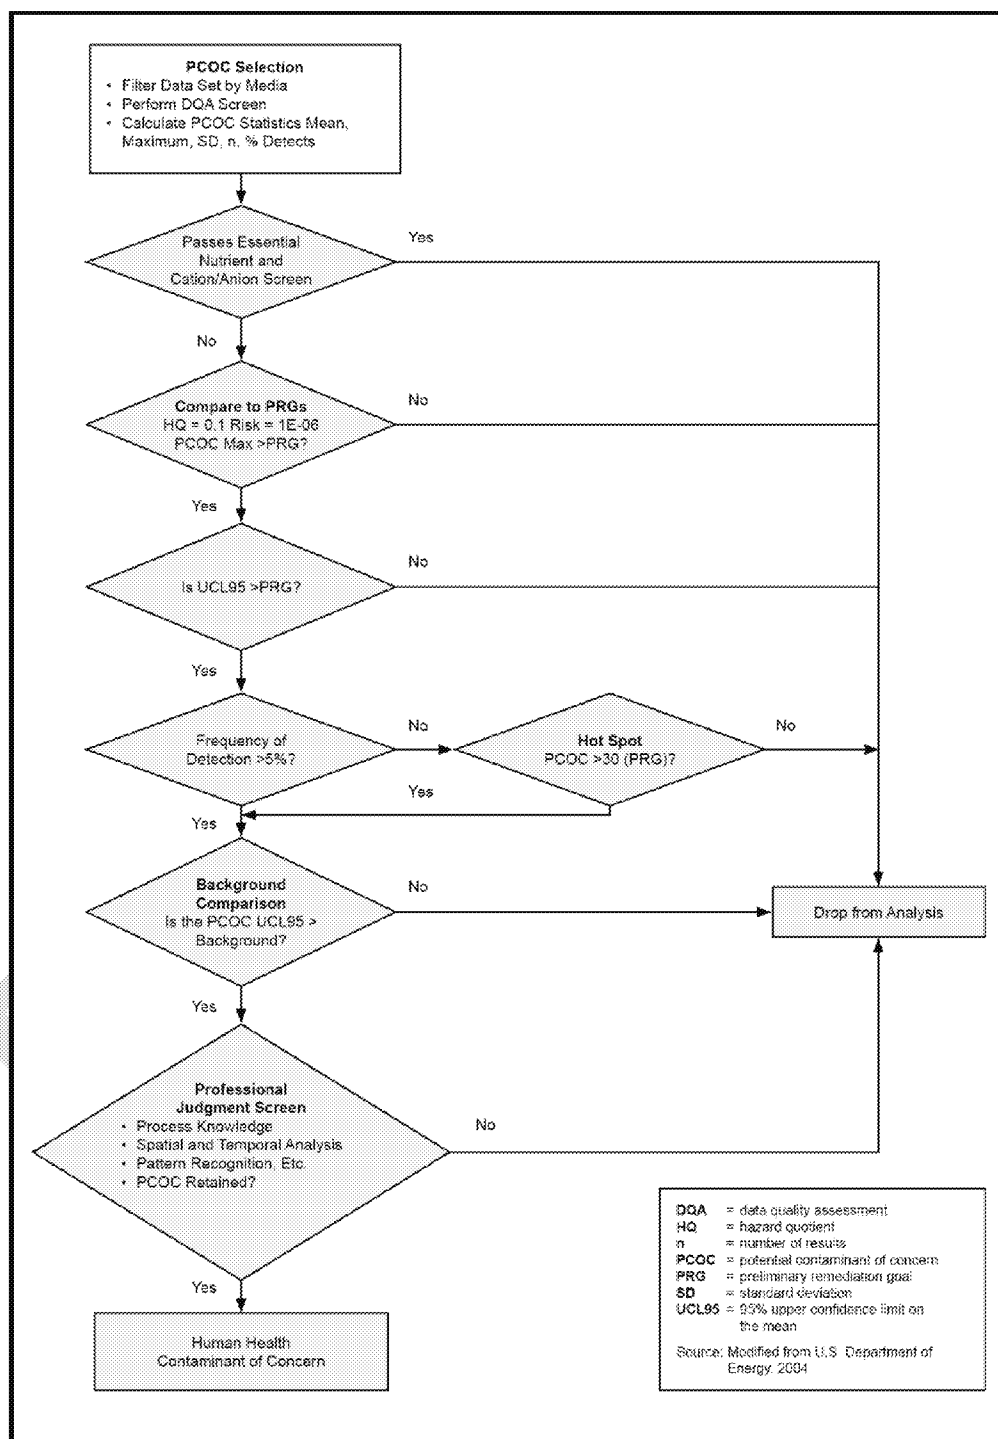 PCOC Selection
• Filter Data Set by Media
• Perform DQA Screen
• Calculate PCOC Statistics Mean,
Maximum, SD, n, % Detects
Passes Essential
Nutrient and
Cation/Anion Screen
Yes
No
Compare to PRGs
HQ = 0.1 Risk = 1E-06
PCOC Max >PRG?
No
Yes
Is UCL95 >PRG?
No
Yes
Frequency of
Detection >5%?
No
Hot Spot
PCOC >30 (PRG)?
No
Yes
Yes
Background
Comparison
Is the PCOC UCL95 >
Background?
No
Drop from Analysis
Yes
Professional
Judgment Screen
• Process Knowledge
• Spatial and Temporal Analysis
• Pattern Recognition, Etc.
• PCOC Retained?
No
Yes
Human Health
Contaminant of Concern
DQA = data quality assessment
HQ = hazard quotient
n = number of results
PCOC = potential contaminant of concern
PRG = preliminary remediation goal
SD = standard deviation
UCL95 = 95% upper confidence limit on
the mean
Source: Modified from U.S. Department of
Energy, 2004